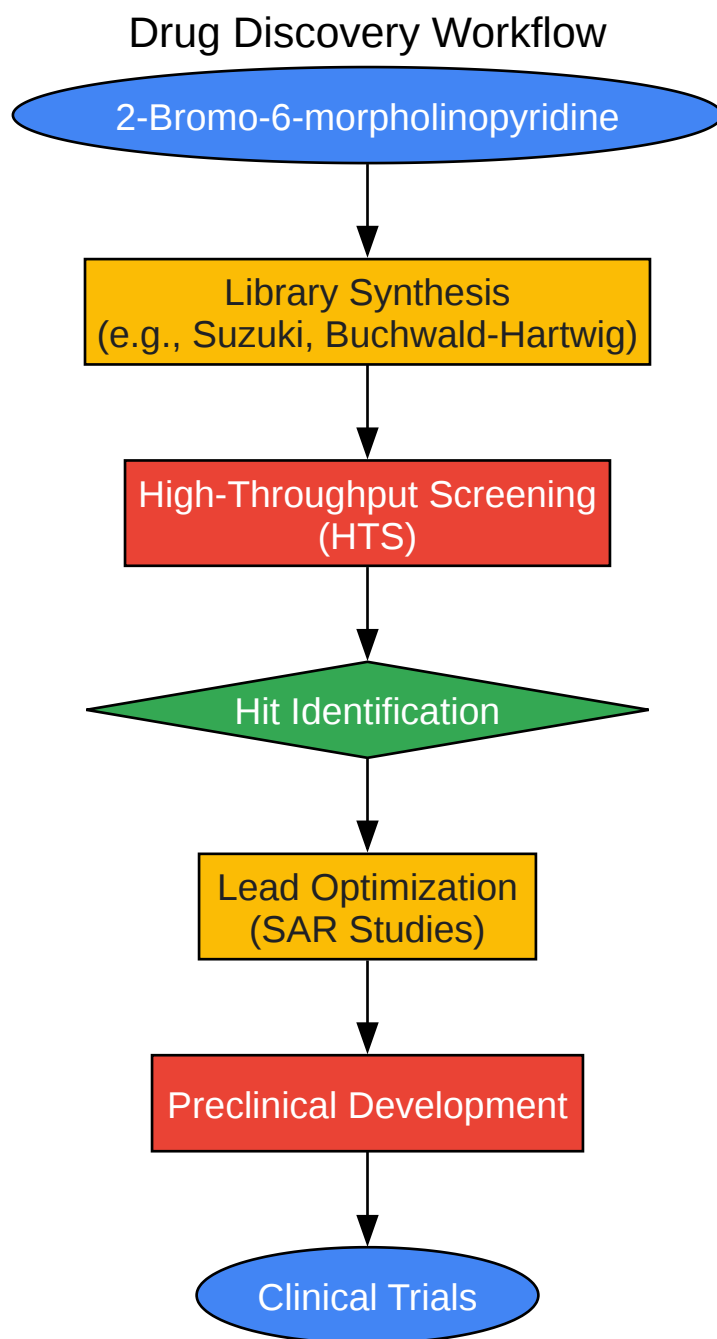 Drug Discovery Workflow
2-Bromo-6-morpholinopyridine
Library Synthesis
(e.g., Suzuki, Buchwald-Hartwig)
High-Throughput Screening
(HTS)
Hit Identification
Lead Optimization
(SAR Studies)
Preclinical Development
Clinical Trials